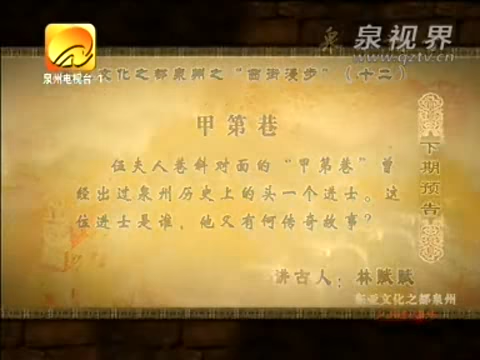 泉视界
www.qztv.cn
泉州电视台-1
文化之都泉州之“曲街漫步”（十二）
甲第巷
伍夫人巷斜对面的“甲第巷”曾
经出过泉州历史上的头一个进士。这
位进士是谁，他又有何传奇故事？
讲古人：林赋赋
下期预告
东亚文化之都泉州